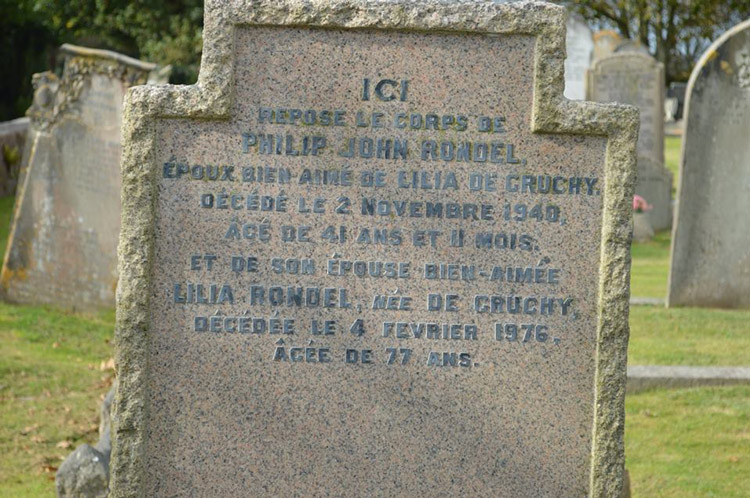 ICI
REPOSE LE CORPS DE
PHILIP JOHN RONDEL,
ÉPOUX BIEN AIMÉ DE LILIA DE GRUCHY,
DÉCÉDÉ LE 2 NOVEMBRE 1940,
ÂGÉ DE 41 ANS ET 11 MOIS.
ET DE SON ÉPOUSE BIEN-AIMÉE
LILIA RONDEL, NÉE DE GRUCHY,
DÉCÉDÉE LE 4 FÉVRIER 1976,
ÂGÉE DE 77 ANS.